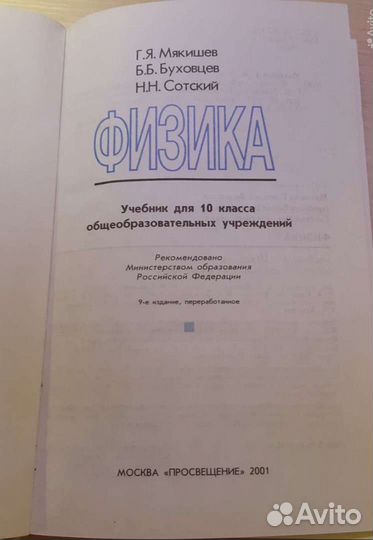 Г.Я. Мякишев
Б.Б. Буховцев
Н.Н. Сотский
ФИЗИКА
Учебник для 10 класса
общеобразовательных учреждений
Рекомендовано
Министерством образования
Российской Федерации
9-е издание, переработанное
МОСКВА «ПРОСВЕЩЕНИЕ» 2001
Avito